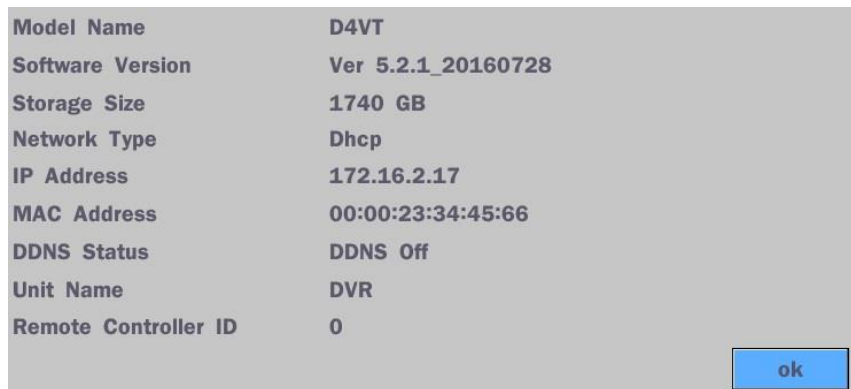 Model Name D4VT
Software Version Ver 5.2.1_20160728
Storage Size 1740 GB
Network Type Dhcp
IP Address 172.16.2.17
MAC Address 00:00:23:34:45:66
DDNS Status DDNS Off
Unit Name DVR
Remote Controller ID 0
ok